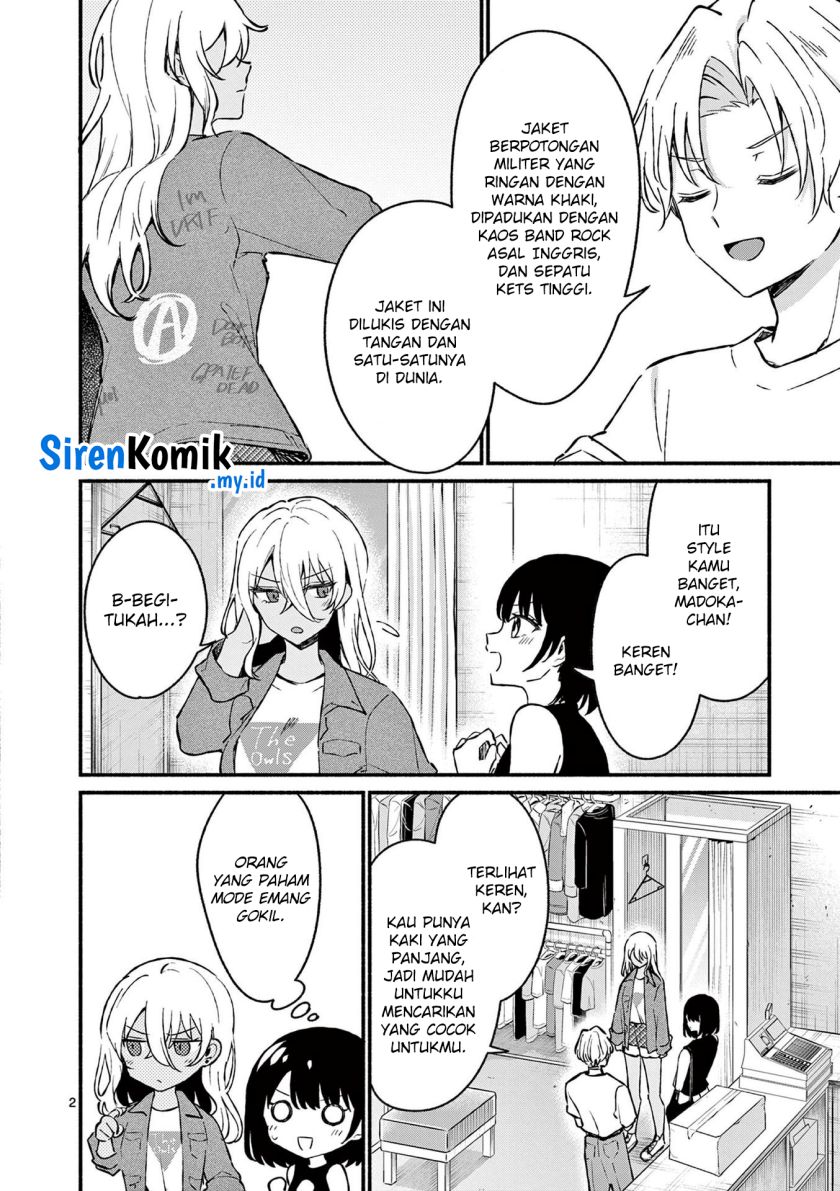 JAKET
BERPOTONGAN
MILITER YANG
RINGAN DENGAN
WARNA KHAKI,
DIPADUKAN DENGAN
KAOS BAND ROCK
ASAL INGGRIS,
DAN SEPATU
KETS TINGGI.
JAKET INI
DILUKIS DENGAN
TANGAN DAN
SATU-SATUNYA
DI DUNIA.
Im
A
DEAD
SirenKomik
.my.id
ITU
STYLE
KAMU
BANGET,
MADOKA-
CHAN!
KEREN
BANGET!
B-BEGI-
TUKAH...?
The
Owls
TERLIHAT
KEREN,
KAN?
KAU PUNYA
KAKI YANG
PANJANG,
JADI MUDAH
UNTUKKU
MENCARIKAN
YANG COCOK
UNTUKMU.
ORANG
YANG PAHAM
MODE EMANG
GOKIL.
2